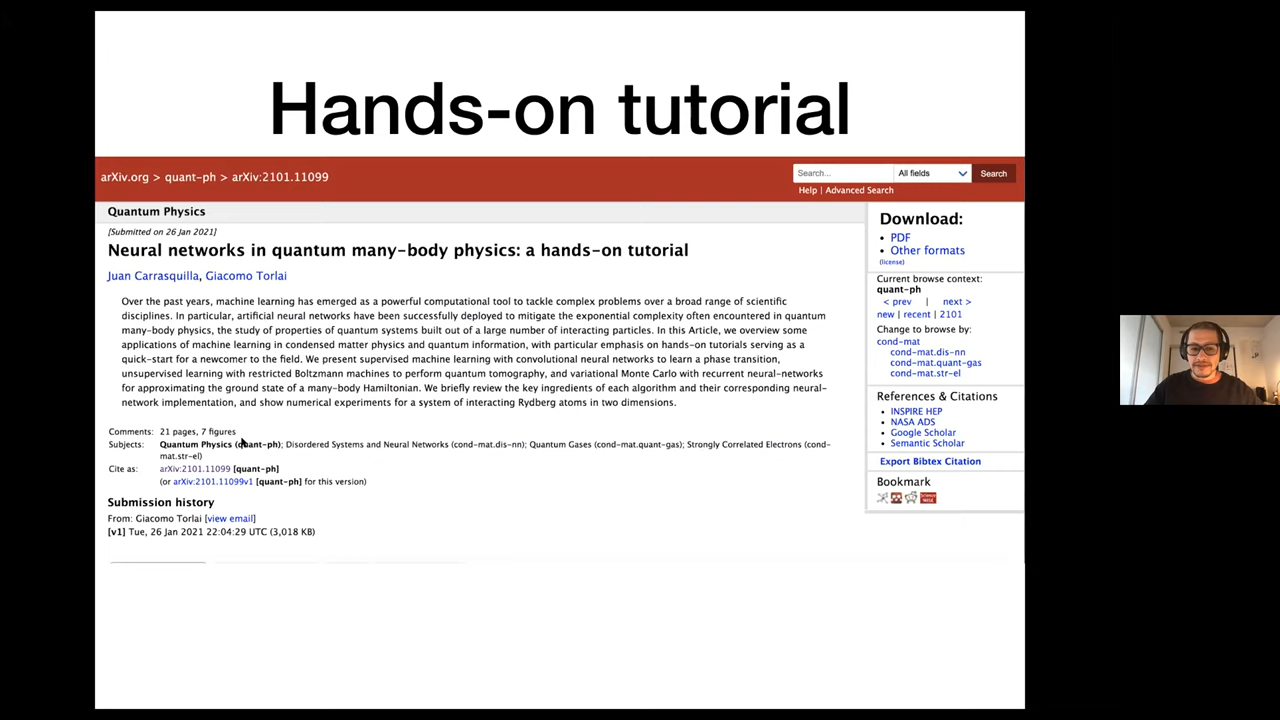 Hands-on tutorial
arXiv.org > quant-ph > arXiv:2101.11099
Search...
All fields
Search
Help | Advanced Search
Quantum Physics
[Submitted on 26 Jan 2021]
Neural networks in quantum many-body physics: a hands-on tutorial
Juan Carrasquilla, Giacomo Torlai
Over the past years, machine learning has emerged as a powerful computational tool to tackle complex problems over a broad range of scientific
disciplines. In particular, artificial neural networks have been successfully deployed to mitigate the exponential complexity often encountered in quantum
many-body physics, the study of properties of quantum systems built out of a large number of interacting particles. In this Article, we overview some
applications of machine learning in condensed matter physics and quantum information, with particular emphasis on hands-on tutorials serving as a
quick-start for a newcomer to the field. We present supervised machine learning with convolutional neural networks to learn a phase transition,
unsupervised learning with restricted Boltzmann machines to perform quantum tomography, and variational Monte Carlo with recurrent neural-networks
for approximating the ground state of a many-body Hamiltonian. We briefly review the key ingredients of each algorithm and their corresponding neural-
network implementation, and show numerical experiments for a system of interacting Rydberg atoms in two dimensions.
Comments: 21 pages, 7 figures
Subjects: Quantum Physics (quant-ph); Disordered Systems and Neural Networks (cond-mat.dis-nn); Quantum Gases (cond-mat.quant-gas); Strongly Correlated Electrons (cond-
mat.str-el)
Cite as: arXiv:2101.11099 [quant-ph]
(or arXiv:2101.11099v1 [quant-ph] for this version)
Submission history
From: Giacomo Torlai [view email]
[v1] Tue, 26 Jan 2021 22:04:29 UTC (3,018 KB)
Download:
• PDF
• Other formats
(license)
Current browse context:
quant-ph
< prev | next >
new | recent | 2101
Change to browse by:
cond-mat
cond-mat.dis-nn
cond-mat.quant-gas
cond-mat.str-el
References & Citations
• INSPIRE HEP
• NASA ADS
• Google Scholar
• Semantic Scholar
Export Bibtex Citation
Bookmark